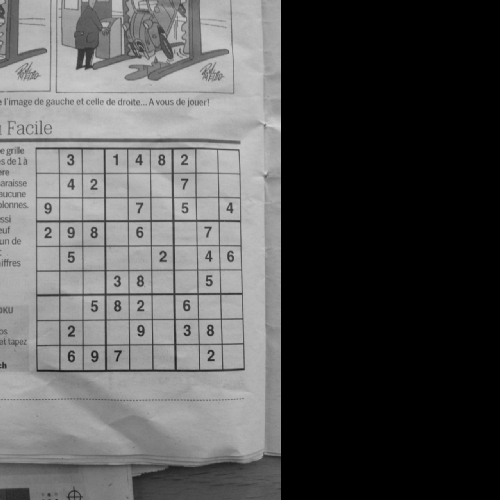 e l'image de gauche et celle de droite... A vous de jouer!
Facile
e grille
s de 1 à
araisse
aucune
olonnes.
ssi
euf
un de
iffres
OKU
os
et tapez
ch
3 1 4 8 2
4 2 7
9 7 5 4
2 9 8 6 7
5 2 4 6
3 8 5
5 8 2 6
2 9 3 8
6 9 7 2